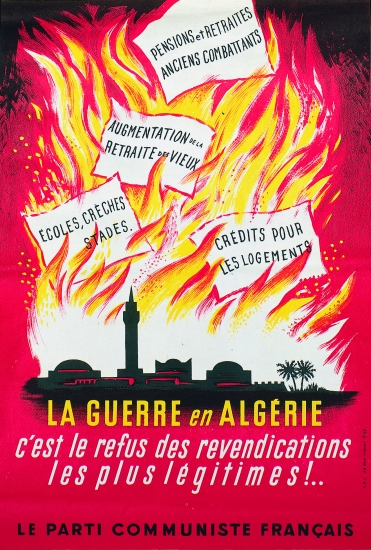 PENSIONS et RETRAITES
ANCIENS COMBATTANTS
AUGMENTATION DE LA
RETRAITE DES VIEUX
ECOLES, CRÈCHES
STADES.
CRÉDITS POUR
LES LOGEMENTS
LA GUERRE en ALGÉRIE
c'est le refus des revendications
les plus légitimes!..
LE PARTI COMMUNISTE FRANÇAIS